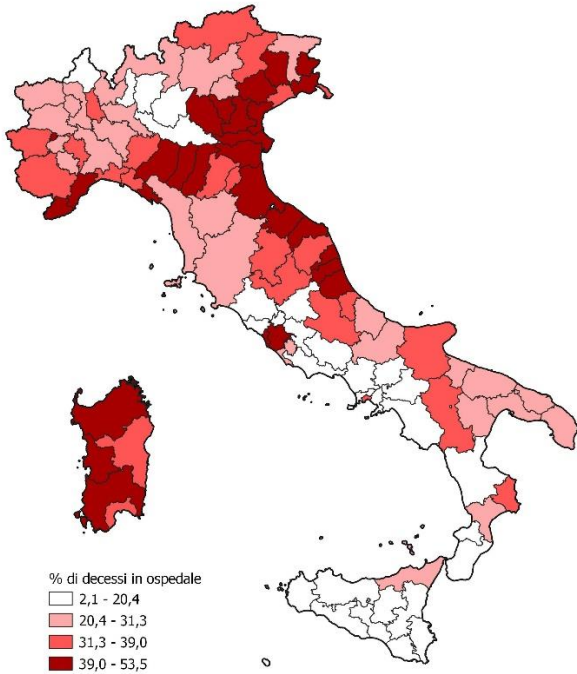 % di decessi in ospedale
2,1 - 20,4
20,4 - 31,3
31,3 - 39,0
39,0 - 53,5